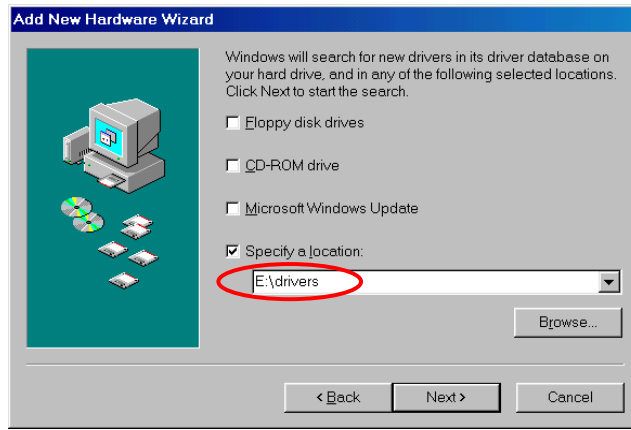 Add New Hardware Wizard
Windows will search for new drivers in its driver database on
your hard drive, and in any of the following selected locations.
Click Next to start the search.
Floppy disk drives
CD-ROM drive
Microsoft Windows Update
Specify a location:
E:\drivers
Browse...
< Back Next > Cancel